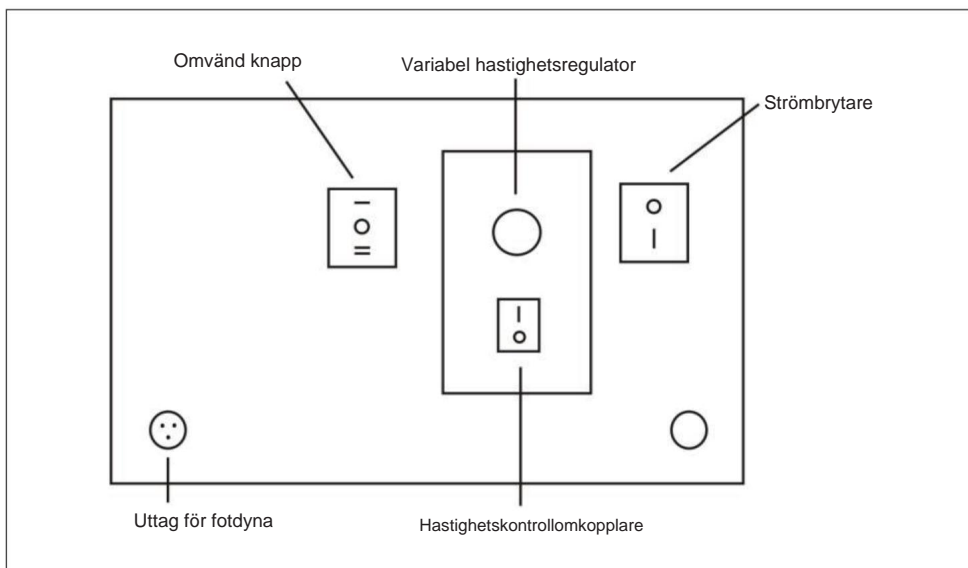 Omvänd knapp
Variabel hastighetsregulator
Strömbrytare
Uttag för fotdyna
Hastighetskontrollomkopplare